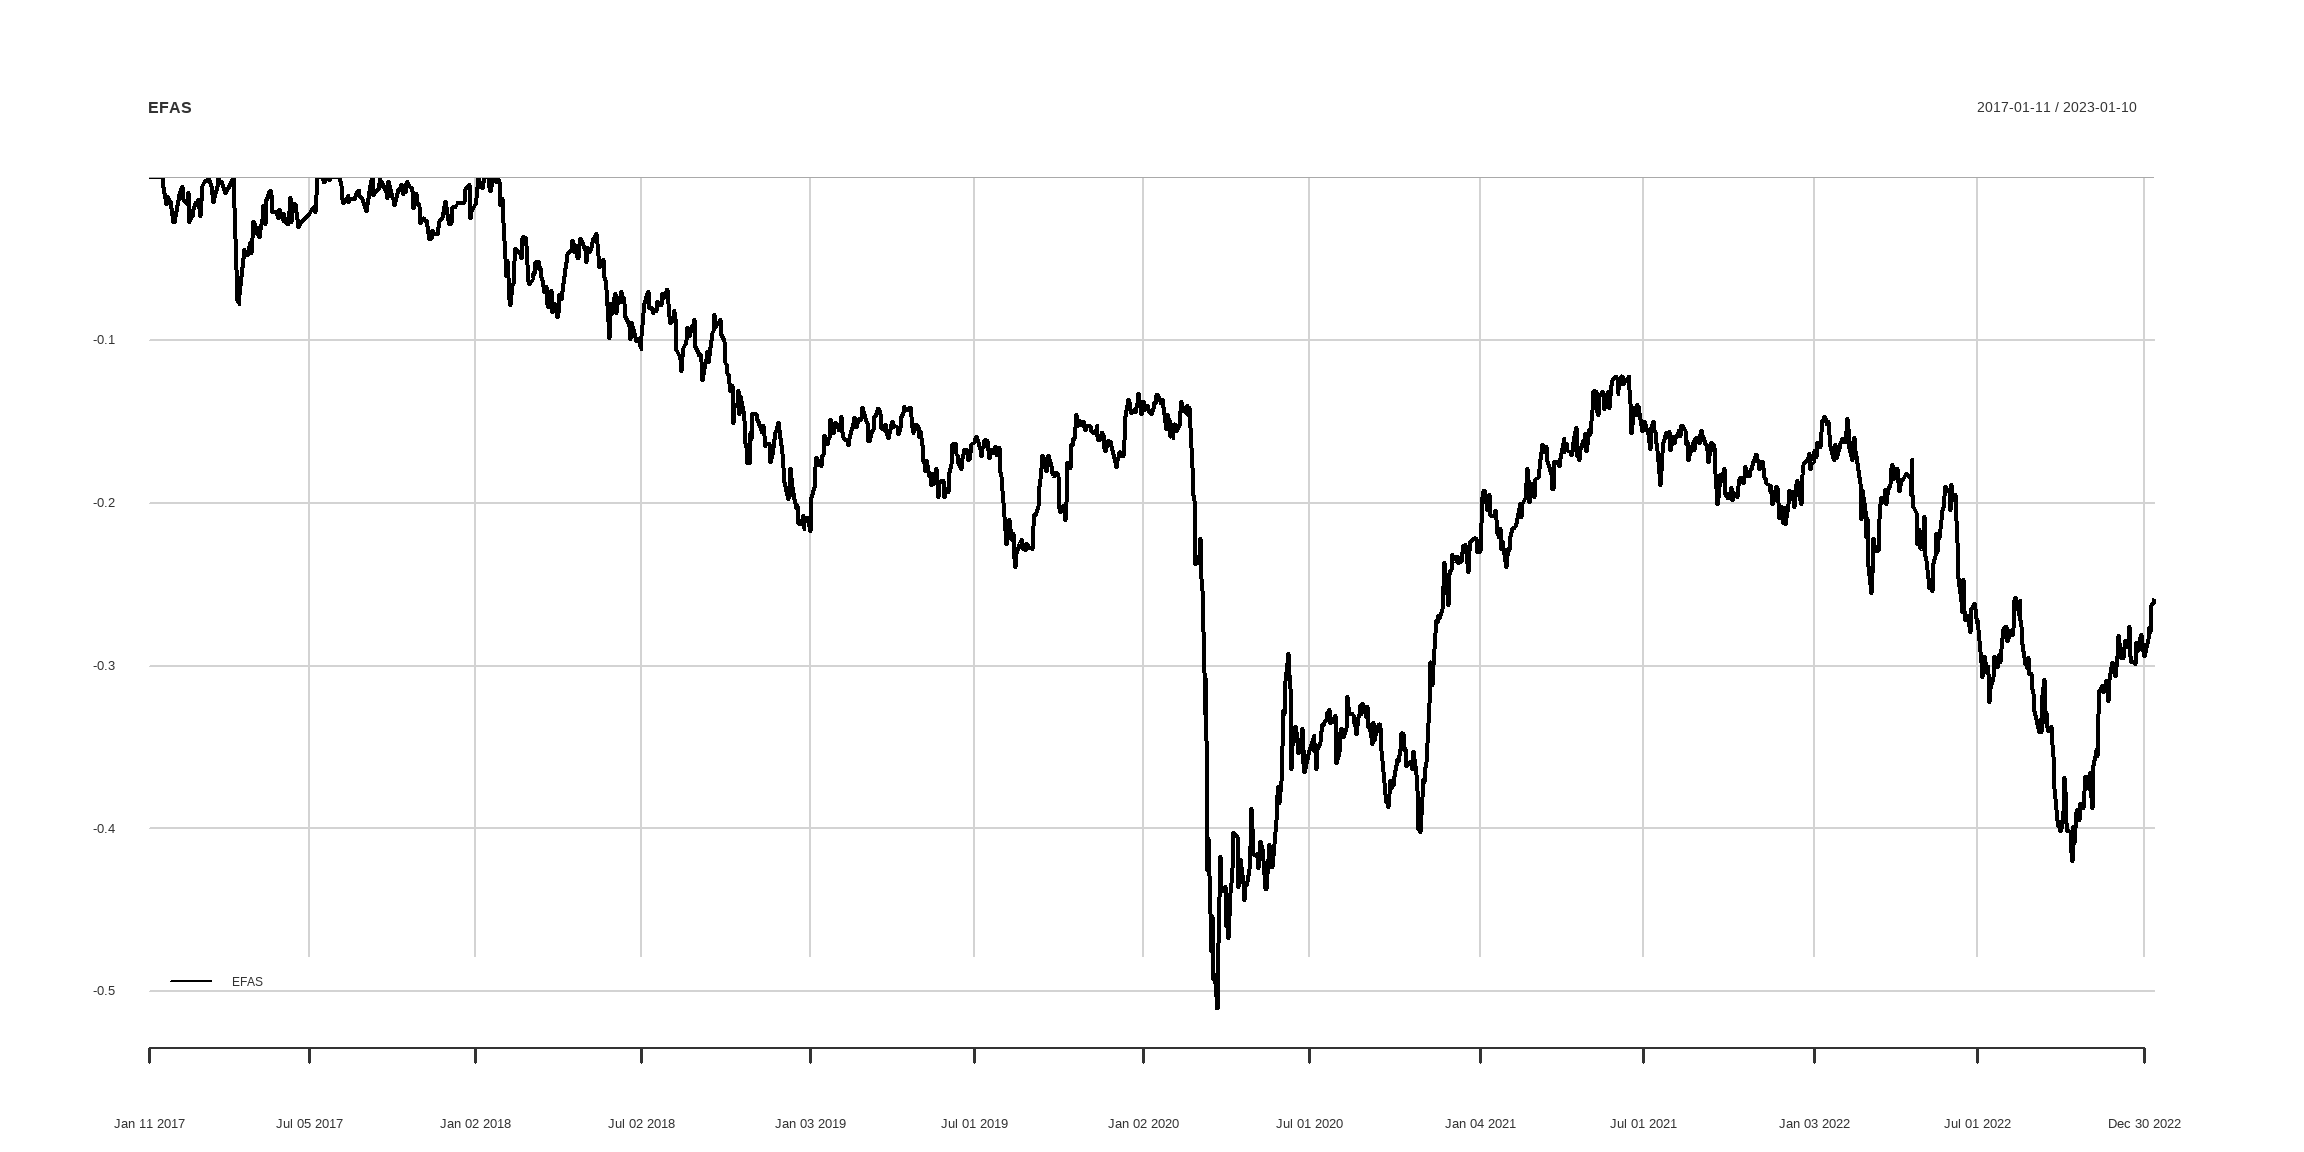 EFAS
2017-01-11 / 2023-01-10
-0.1
-0.2
-0.3
-0.4
-0.5
EFAS
Jan 11 2017
Jul 05 2017
Jan 02 2018
Jul 02 2018
Jan 03 2019
Jul 01 2019
Jan 02 2020
Jul 01 2020
Jan 04 2021
Jul 01 2021
Jan 03 2022
Jul 01 2022
Dec 30 2022